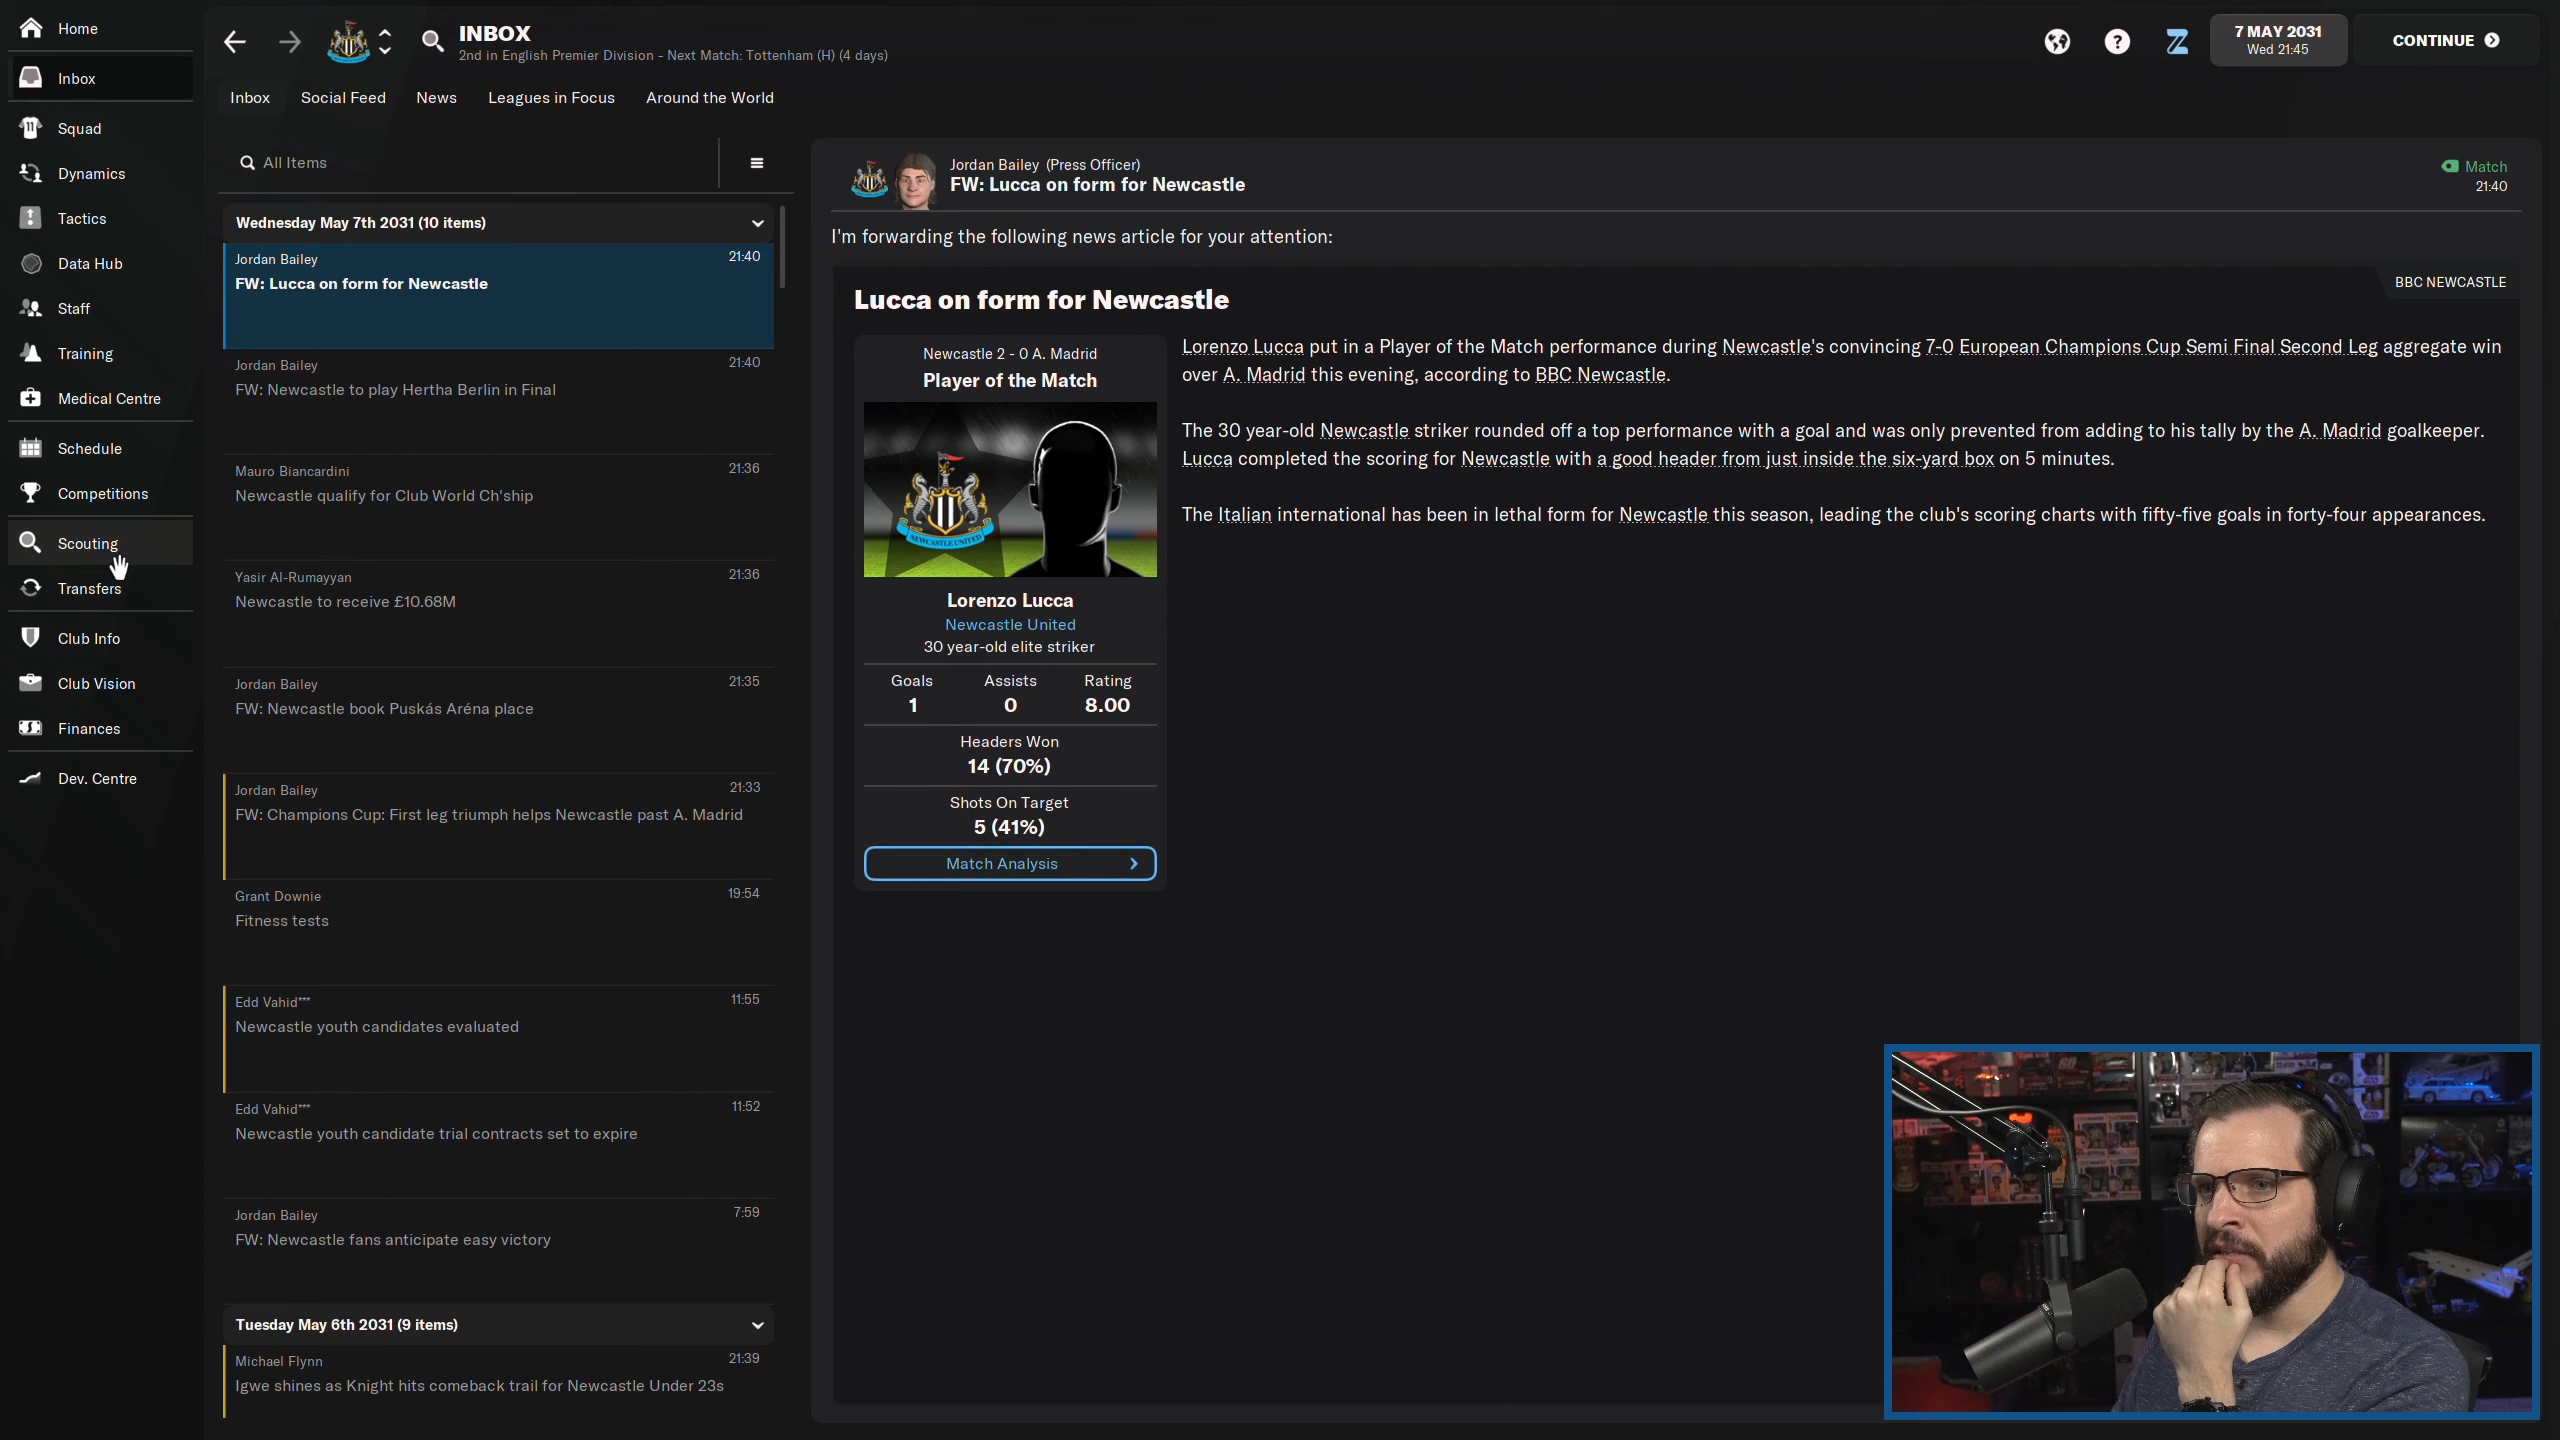 Home
Inbox
Squad
Dynamics
Tactics
Data Hub
Staff
Training
Medical Centre
Schedule
Competitions
Scouting
Transfers
Club Info
Club Vision
Finances
Dev. Centre
INBOX
2nd in English Premier Division - Next Match: Tottenham (H) (4 days)
7 MAY 2031
Wed 21:45
CONTINUE
Inbox
Social Feed
News
Leagues in Focus
Around the World
All Items
Wednesday May 7th 2031 (10 items)
Jordan Bailey
21:40
FW: Lucca on form for Newcastle
Jordan Bailey
21:40
FW: Newcastle to play Hertha Berlin in Final
Mauro Biancardini
21:36
Newcastle qualify for Club World Ch'ship
Yasir Al-Rumayyan
21:36
Newcastle to receive £10.68M
Jordan Bailey
21:35
FW: Newcastle book Puskás Aréna place
Jordan Bailey
21:33
FW: Champions Cup: First leg triumph helps Newcastle past A. Madrid
Grant Downie
19:54
Fitness tests
Edd Vahid***
11:55
Newcastle youth candidates evaluated
Edd Vahid***
11:52
Newcastle youth candidate trial contracts set to expire
Jordan Bailey
7:59
FW: Newcastle fans anticipate easy victory
Tuesday May 6th 2031 (9 items)
Michael Flynn
21:39
Igwe shines as Knight hits comeback trail for Newcastle Under 23s
Jordan Bailey (Press Officer)
FW: Lucca on form for Newcastle
Match
21:40
I'm forwarding the following news article for your attention:
BBC NEWCASTLE
Lucca on form for Newcastle
Newcastle 2 - 0 A. Madrid
Player of the Match
NEWCASTLE UNITED
Lorenzo Lucca
Newcastle United
30 year-old elite striker
Goals
Assists
Rating
1
0
8.00
Headers Won
14 (70%)
Shots On Target
5 (41%)
Match Analysis
Lorenzo Lucca put in a Player of the Match performance during Newcastle's convincing 7-0 European Champions Cup Semi Final Second Leg aggregate win
over A. Madrid this evening, according to BBC Newcastle.
The 30 year-old Newcastle striker rounded off a top performance with a goal and was only prevented from adding to his tally by the A. Madrid goalkeeper.
Lucca completed the scoring for Newcastle with a good header from just inside the six-yard box on 5 minutes.
The Italian international has been in lethal form for Newcastle this season, leading the club's scoring charts with fifty-five goals in forty-four appearances.